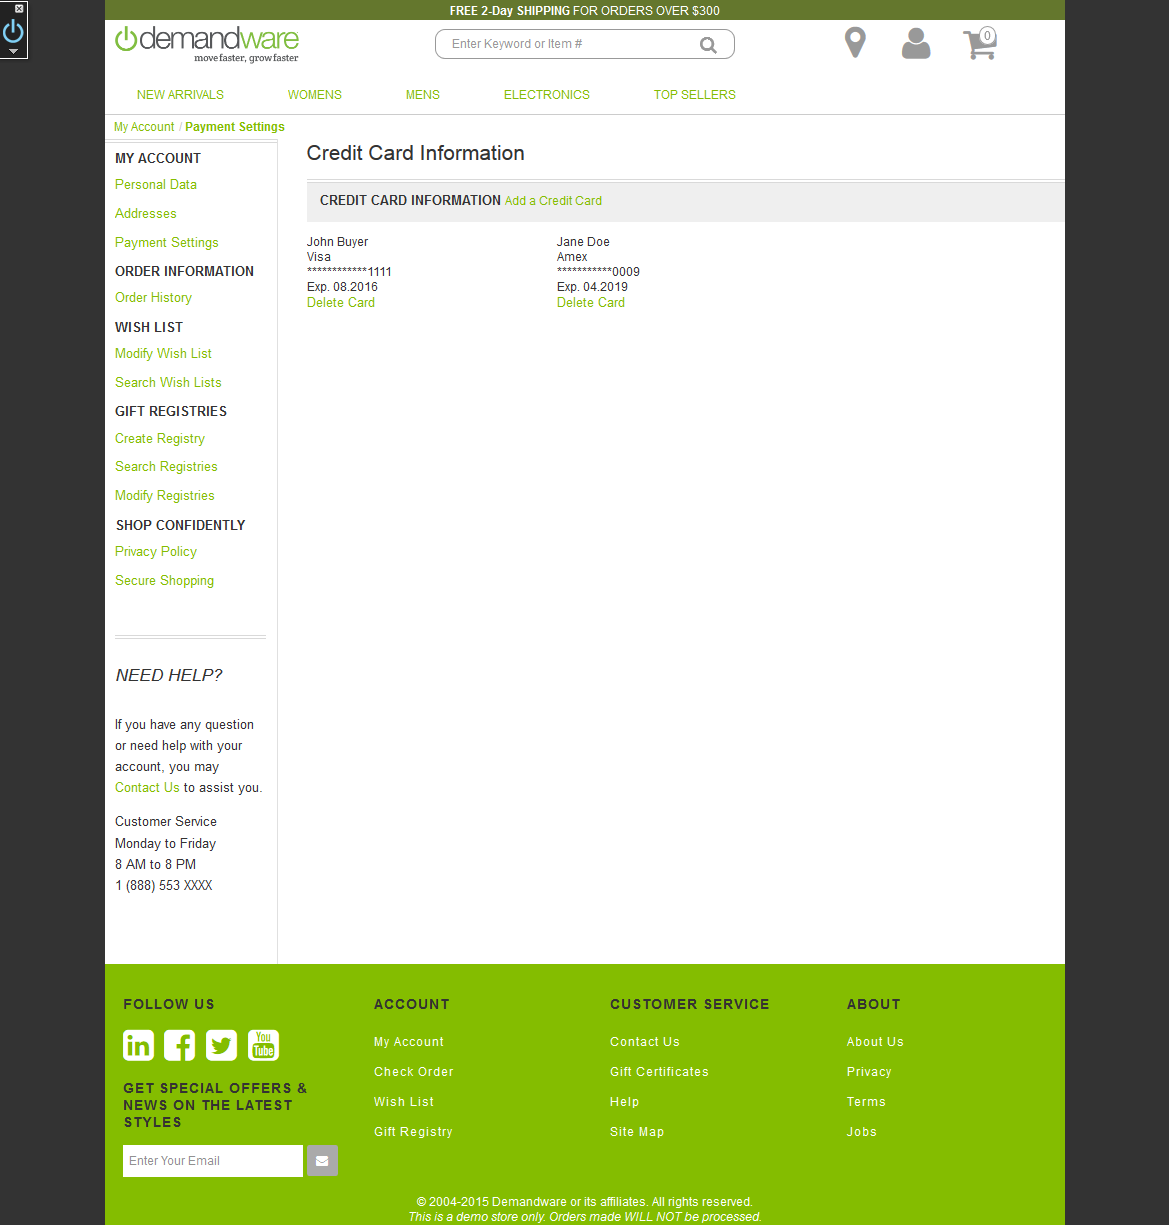 FREE 2-Day SHIPPING FOR ORDERS OVER $300
demandware
move faster, grow faster
Enter Keyword or Item #
0
NEW ARRIVALS WOMENS MENS ELECTRONICS TOP SELLERS
My Account / Payment Settings
MY ACCOUNT
Personal Data
Addresses
Payment Settings
ORDER INFORMATION
Order History
WISH LIST
Modify Wish List
Search Wish Lists
GIFT REGISTRIES
Create Registry
Search Registries
Modify Registries
SHOP CONFIDENTLY
Privacy Policy
Secure Shopping
NEED HELP?
If you have any question
or need help with your
account, you may
Contact Us to assist you.
Customer Service
Monday to Friday
8 AM to 8 PM
1 (888) 553 XXXX
Credit Card Information
CREDIT CARD INFORMATION Add a Credit Card
John Buyer
Visa
************1111
Exp. 08.2016
Delete Card
Jane Doe
Amex
***********0009
Exp. 04.2019
Delete Card
FOLLOW US
in f You Tube
GET SPECIAL OFFERS &
NEWS ON THE LATEST
STYLES
Enter Your Email
ACCOUNT
My Account
Check Order
Wish List
Gift Registry
CUSTOMER SERVICE
Contact Us
Gift Certificates
Help
Site Map
ABOUT
About Us
Privacy
Terms
Jobs
© 2004-2015 Demandware or its affiliates. All rights reserved.
This is a demo store only. Orders made WILL NOT be processed.